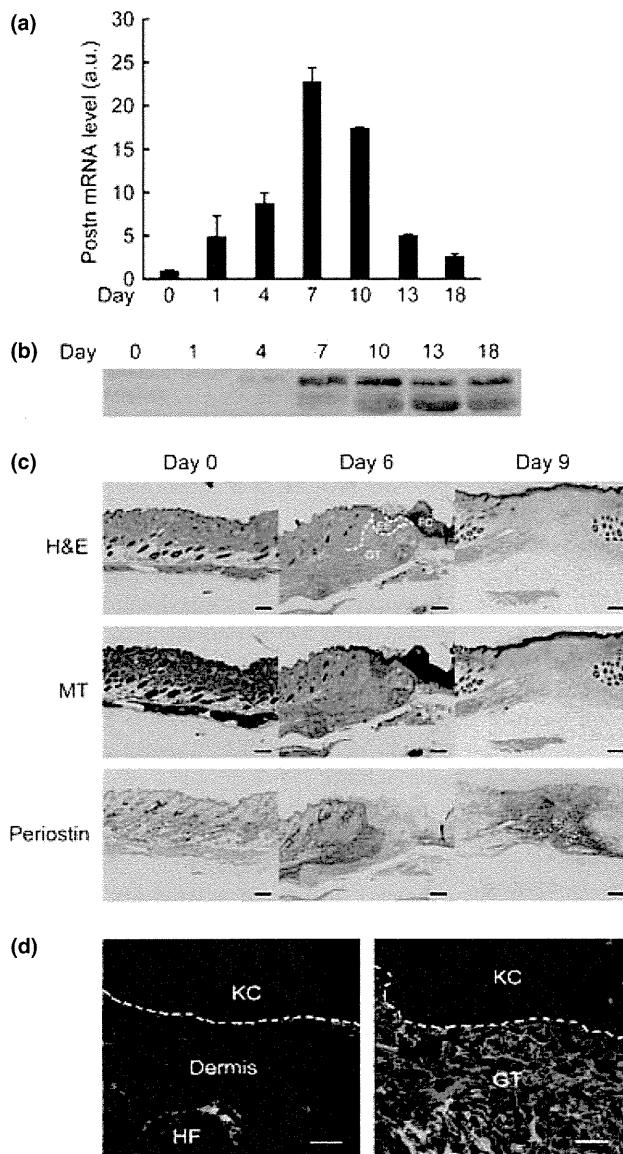 (a)
Postn mRNA level (a.u.)
30
25
20
15
10
5
0
Day 0 1 4 7 10 13 18
(b)
Day 0 1 4 7 10 13 18
(c)
Day 0 Day 6 Day 9
H&E
GT
MT
Periostin
(d)
KC KC
Dermis GT
HF